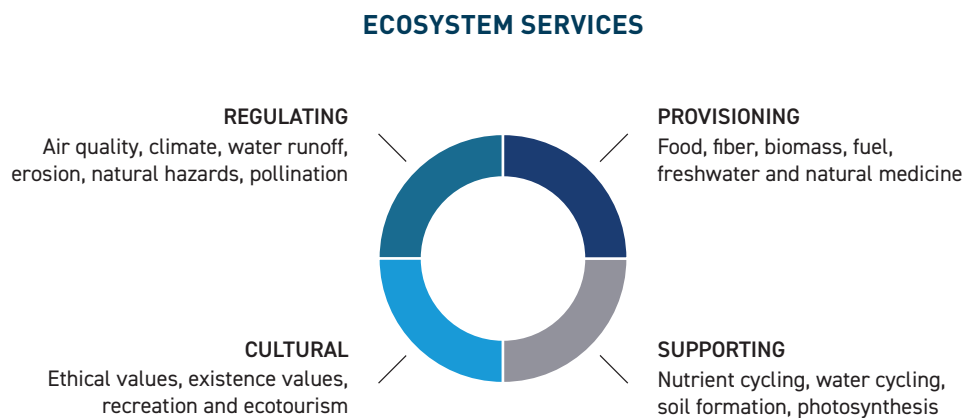 ECOSYSTEM SERVICES
REGULATING
Air quality, climate, water runoff,
erosion, natural hazards, pollination
PROVISIONING
Food, fiber, biomass, fuel,
freshwater and natural medicine
CULTURAL
Ethical values, existence values,
recreation and ecotourism
SUPPORTING
Nutrient cycling, water cycling,
soil formation, photosynthesis